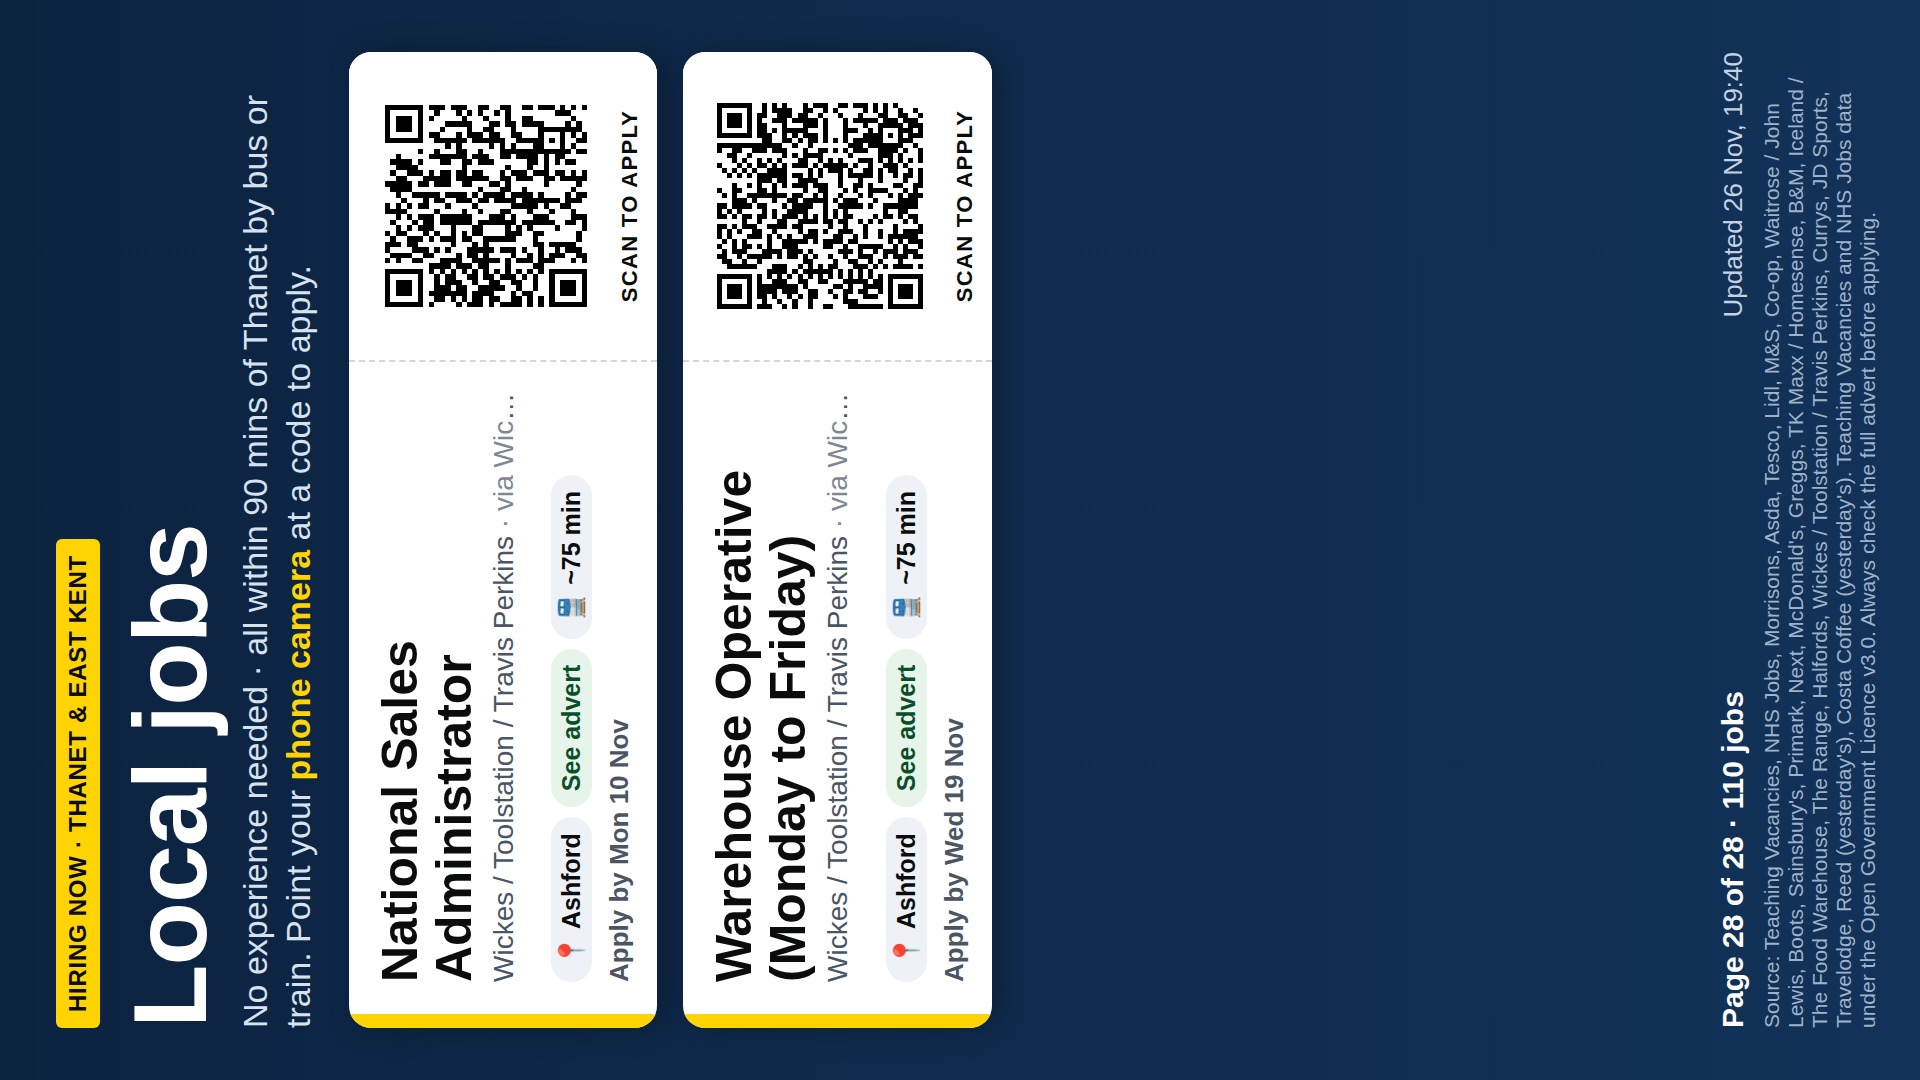 HIRING NOW · THANET & EAST KENT
Local jobs
No experience needed · all within 90 mins of Thanet by bus or
train. Point your phone camera at a code to apply.
National Sales
Administrator
Wickes / Toolstation / Travis Perkins · via Wic…
Ashford
See advert
~75 min
Apply by Mon 10 Nov
SCAN TO APPLY
Warehouse Operative
(Monday to Friday)
Wickes / Toolstation / Travis Perkins · via Wic…
Ashford
See advert
~75 min
Apply by Wed 19 Nov
SCAN TO APPLY
Page 28 of 28 · 110 jobs
Updated 26 Nov, 19:40
Source: Teaching Vacancies, NHS Jobs, Morrisons, Asda, Tesco, Lidl, M&S, Co-op, Waitrose / John
Lewis, Boots, Sainsbury's, Primark, Next, McDonald's, Greggs, TK Maxx / Homesense, B&M, Iceland /
The Food Warehouse, The Range, Halfords, Wickes / Toolstation / Travis Perkins, Currys, JD Sports,
Travelodge, Reed (yesterday's), Costa Coffee (yesterday's). Teaching Vacancies and NHS Jobs data
under the Open Government Licence v3.0. Always check the full advert before applying.